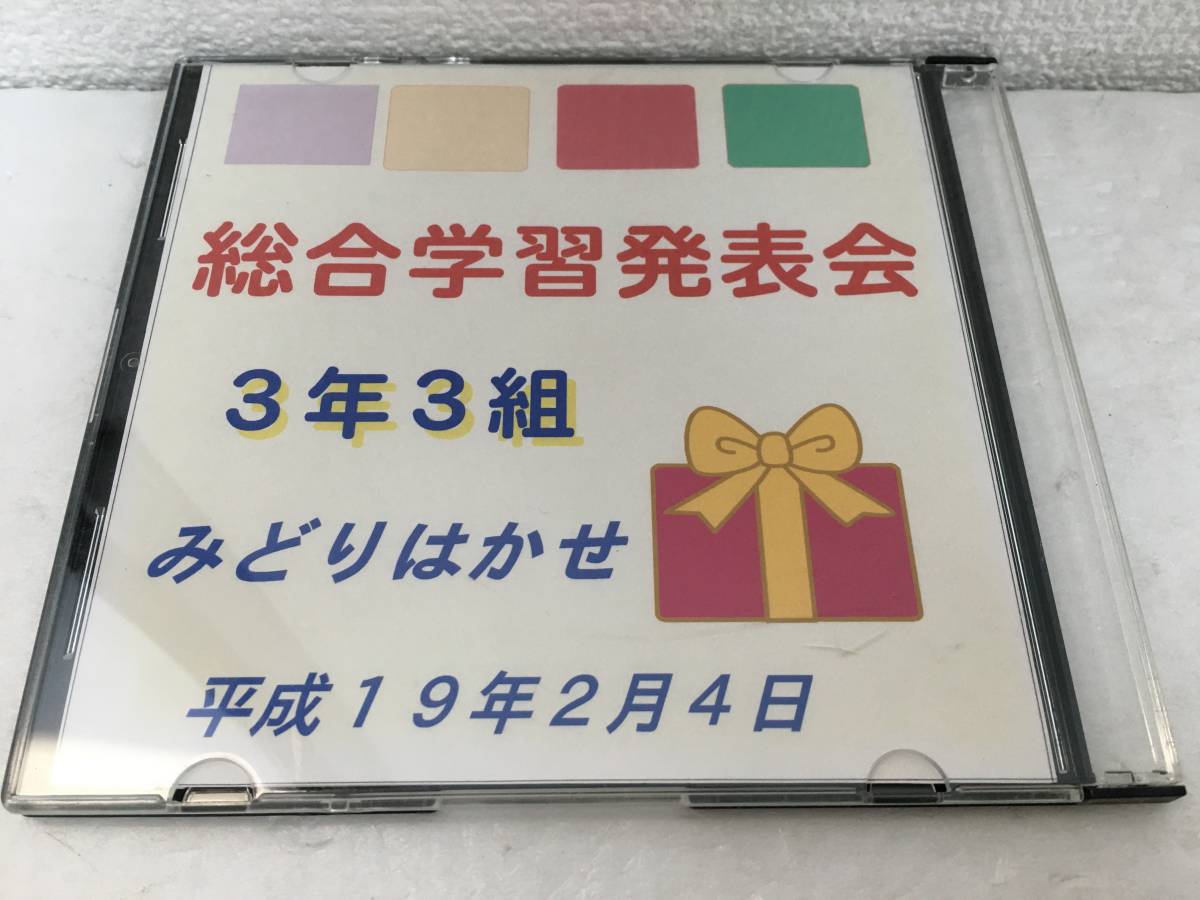 総合学習発表会
３年３組
みどりはかせ
平成１９年２月４日